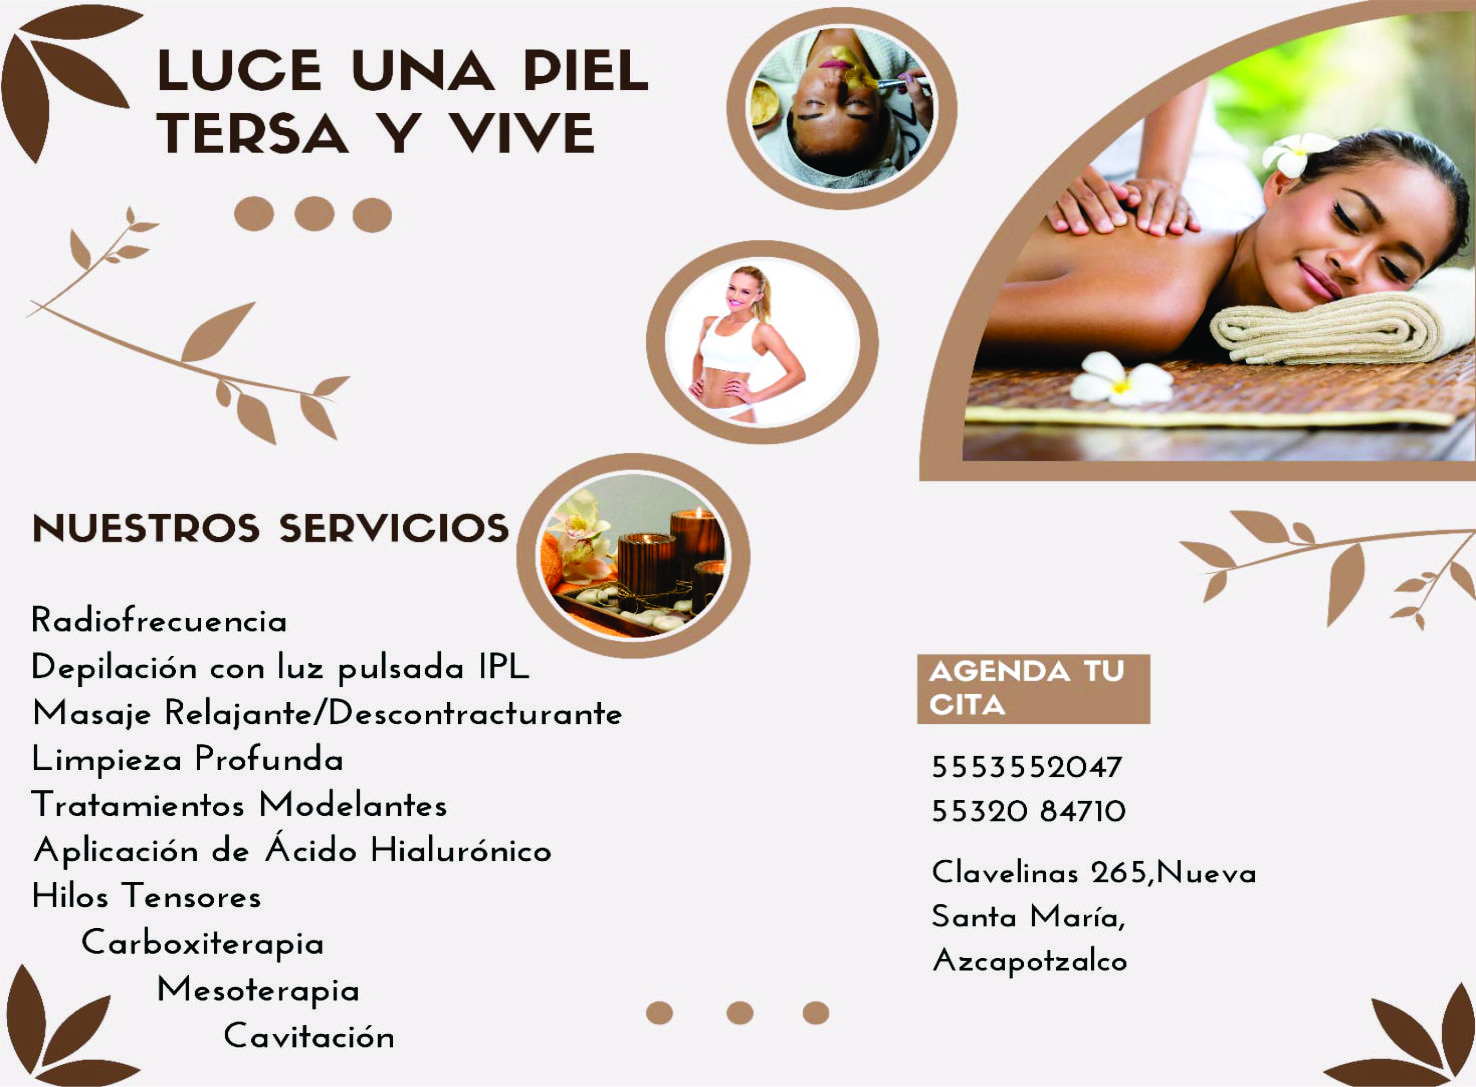 LUCE UNA PIEL
TERSA Y VIVE
NUESTROS SERVICIOS
Radiofrecuencia
Depilación con luz pulsada IPL
Masaje Relajante/Descontracturante
Limpieza Profunda
Tratamientos Modelantes
Aplicación de Ácido Hialurónico
Hilos Tensores
Carboxiterapia
Mesoterapia
Cavitación
AGENDA TU
CITA
5553552047
55320 84710
Clavelinas 265,Nueva
Santa María,
Azcapotzalco